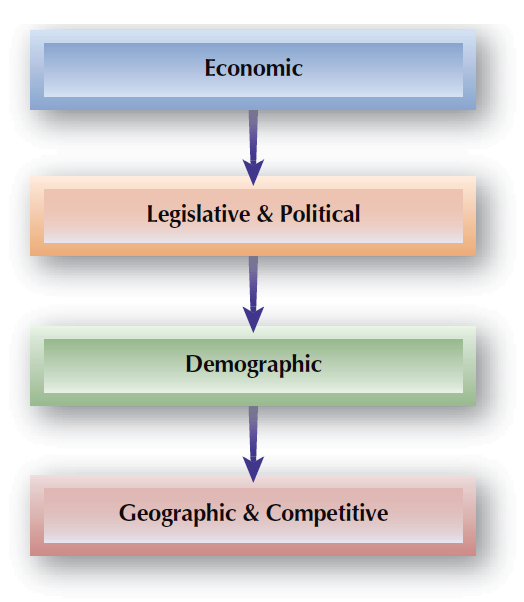 Economic
Legislative & Political
Demographic
Geographic & Competitive